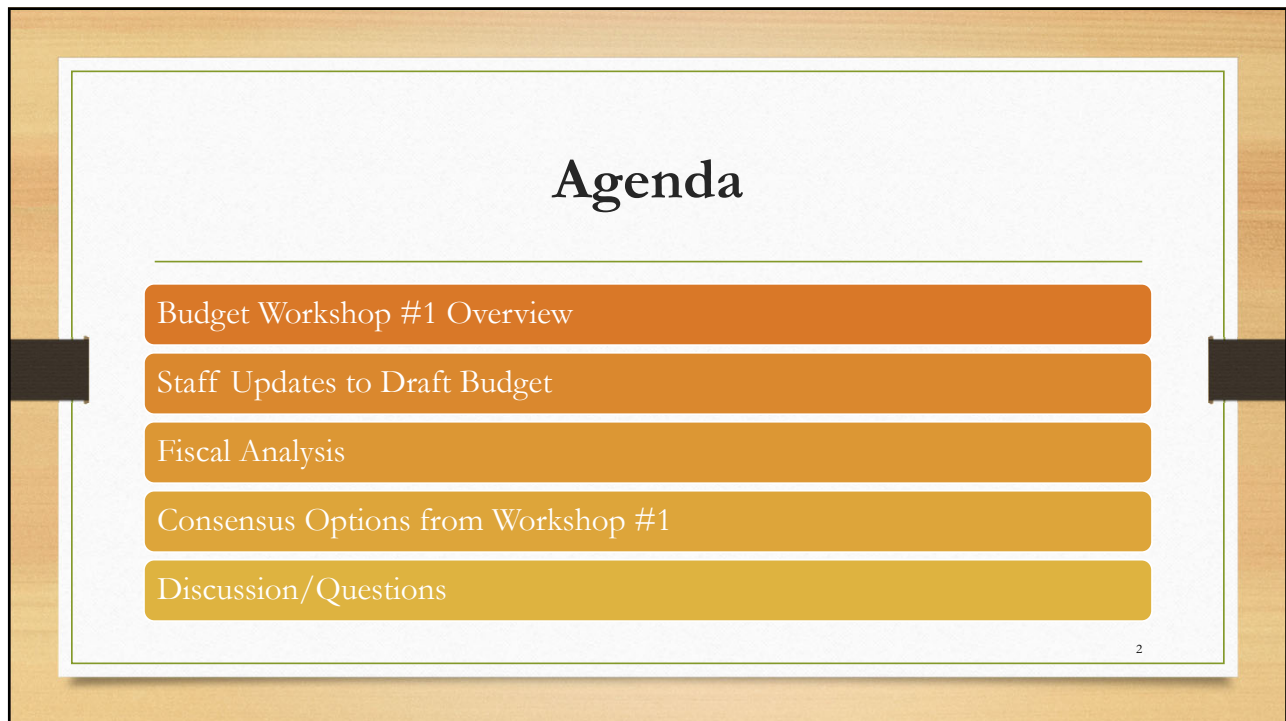 Agenda
Budget Workshop #1 Overview
Staff Updates to Draft Budget
Fiscal Analysis
Consensus Options from Workshop #1
Discussion/Questions
2